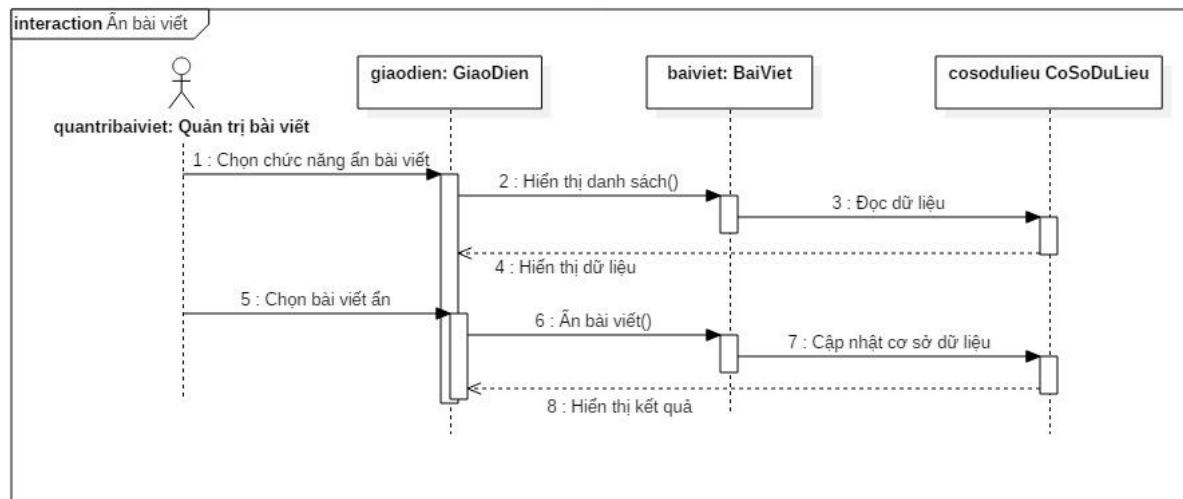 interaction Ẩn bài viết
giaodien: GiaoDien
baiviet: BaiViet
cosodulieu CoSoDuLieu
quantribaiviet: Quản trị bài viết
1 : Chọn chức năng ẩn bài viết
2 : Hiển thị danh sách()
3 : Đọc dữ liệu
4 : Hiển thị dữ liệu
5 : Chọn bài viết ẩn
6 : Ẩn bài viết()
7 : Cập nhật cơ sở dữ liệu
8 : Hiển thị kết quả